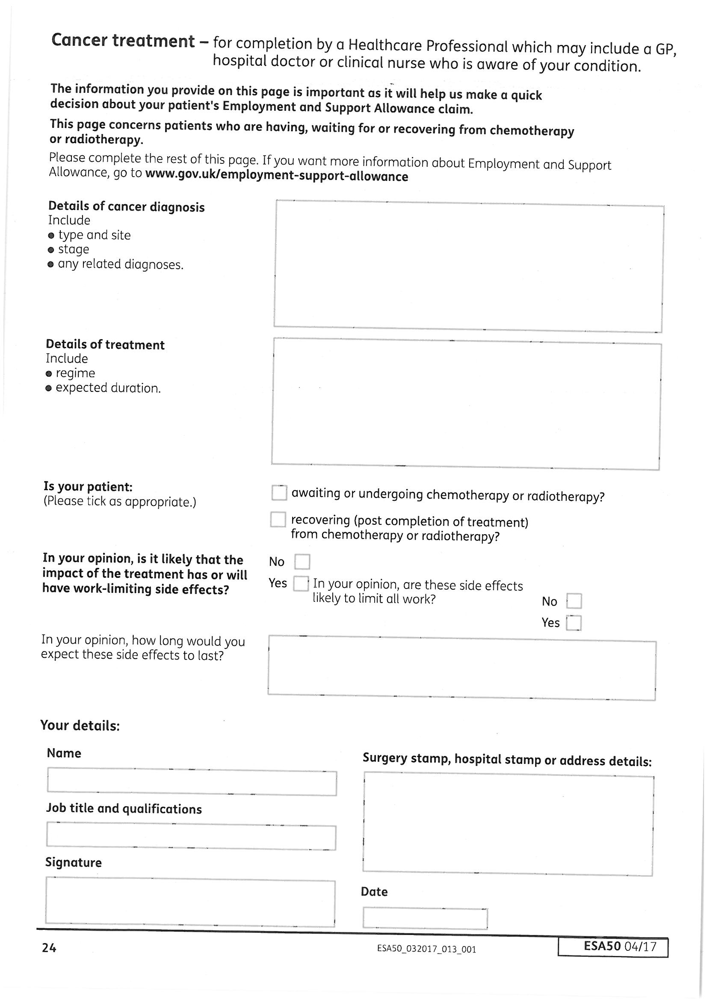 Cancer treatment – for completion by a Healthcare Professional which may include a GP,
hospital doctor or clinical nurse who is aware of your condition.
The information you provide on this page is important as it will help us make a quick
decision about your patient's Employment and Support Allowance claim.
This page concerns patients who are having, waiting for or recovering from chemotherapy
or radiotherapy.
Please complete the rest of this page. If you want more information about Employment and Support
Allowance, go to www.gov.uk/employment-support-allowance
Details of cancer diagnosis
Include
● type and site
● stage
● any related diagnoses.
Details of treatment
Include
● regime
● expected duration.
Is your patient:
(Please tick as appropriate.)
awaiting or undergoing chemotherapy or radiotherapy?
recovering (post completion of treatment)
from chemotherapy or radiotherapy?
In your opinion, is it likely that the
impact of the treatment has or will
have work-limiting side effects?
No
Yes
In your opinion, are these side effects
likely to limit all work?
No
Yes
In your opinion, how long would you
expect these side effects to last?
Your details:
Name
Job title and qualifications
Signature
Surgery stamp, hospital stamp or address details:
Date
24
ESA50_032017_013_001
ESA50 04/17